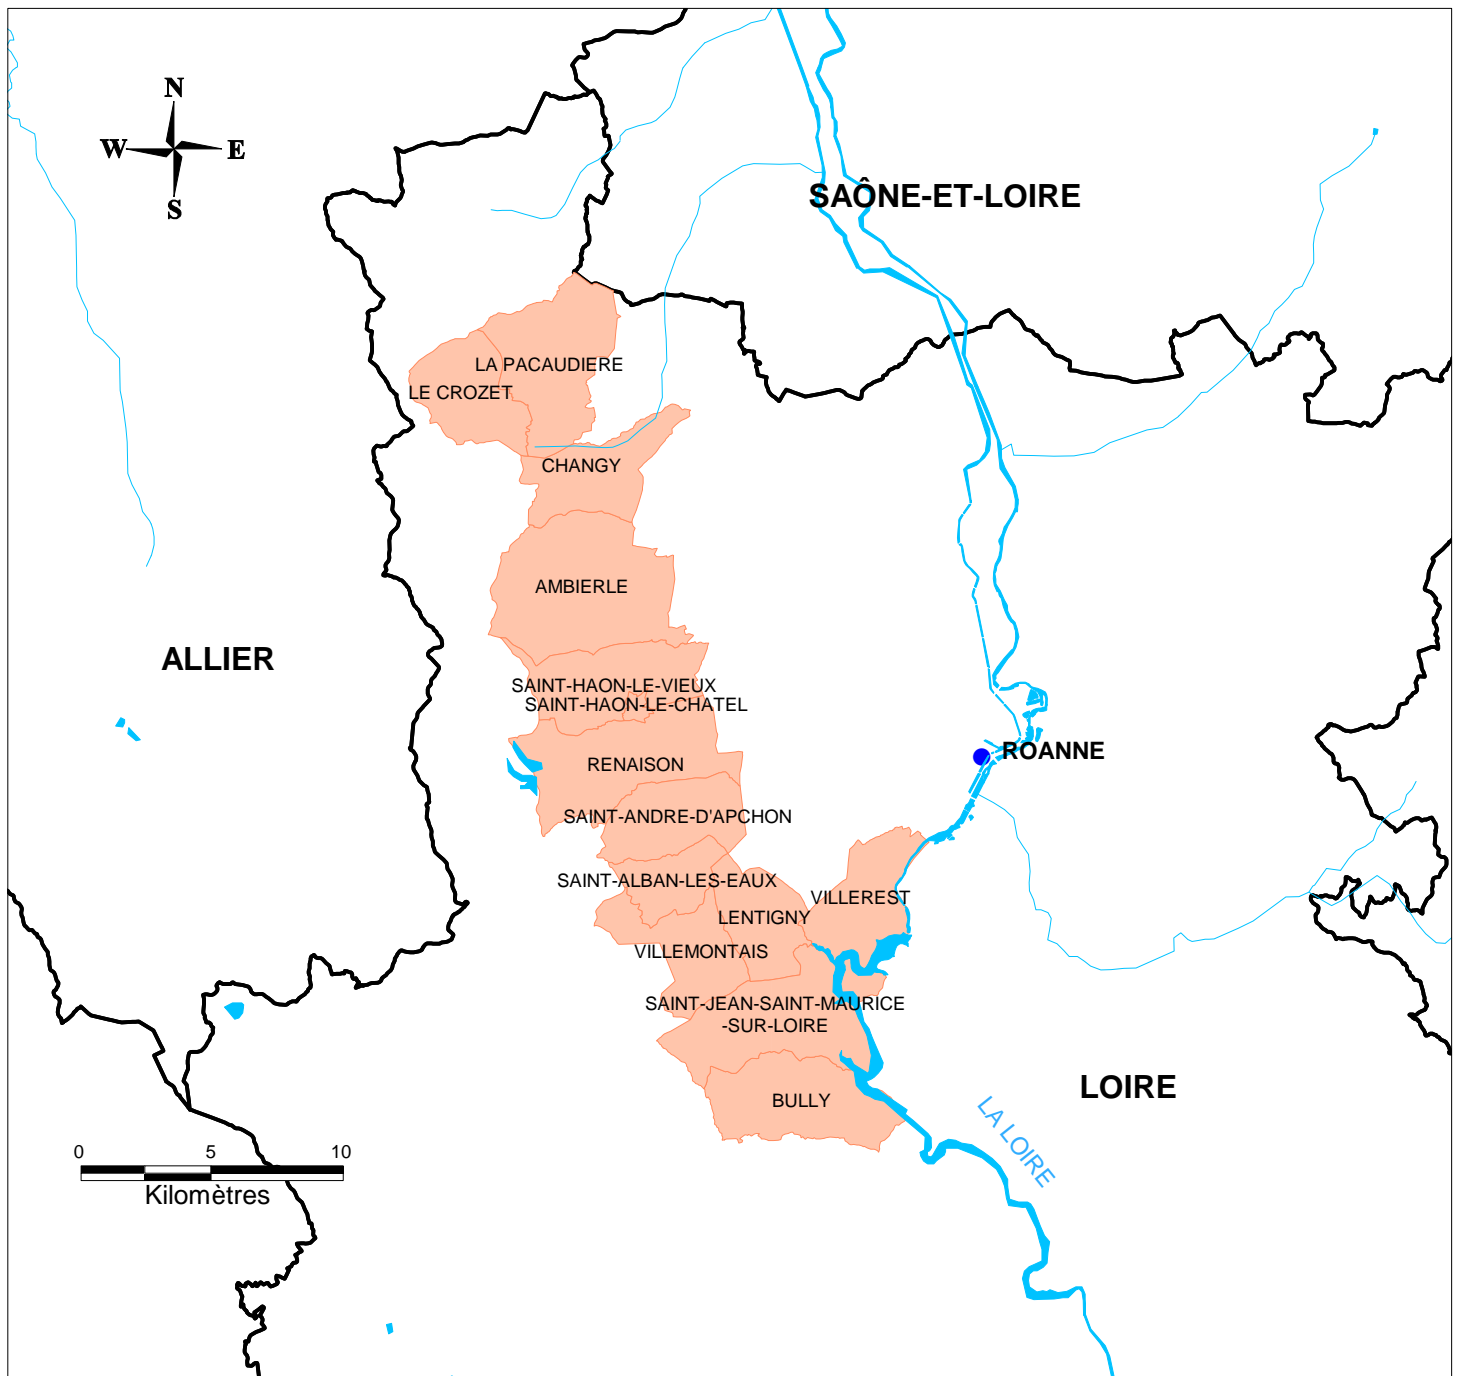 N
W E
S
SAÔNE-ET-LOIRE
LA PACAUDIERE
LE CROZET
CHANGY
AMBIERLE
ALLIER
SAINT-HAON-LE-VIEUX
SAINT-HAON-LE-CHATEL
ROANNE
RENAISON
SAINT-ANDRE-D'APCHON
SAINT-ALBAN-LES-EAUX
VILLEREST
LENTIGNY
VILLEMONTAIS
SAINT-JEAN-SAINT-MAURICE
-SUR-LOIRE
LOIRE
BULLY
LA LOIRE
0 5 10
Kilomètres